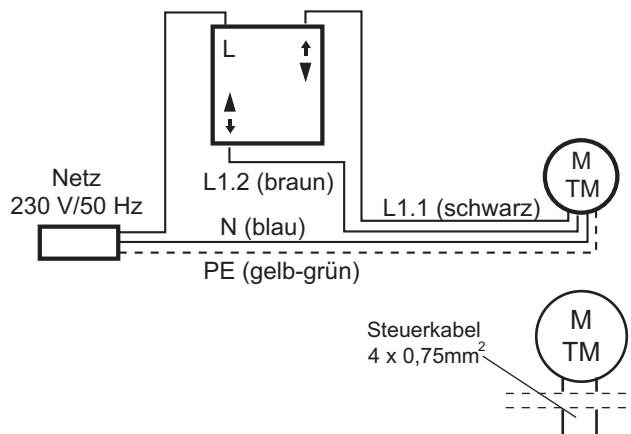 L
Netz
230 V/50 Hz
L1.2 (braun)
L1.1 (schwarz)
N (blau)
PE (gelb-grün)
M
TM
Steuerkabel
4 x 0,75mm²
M
TM